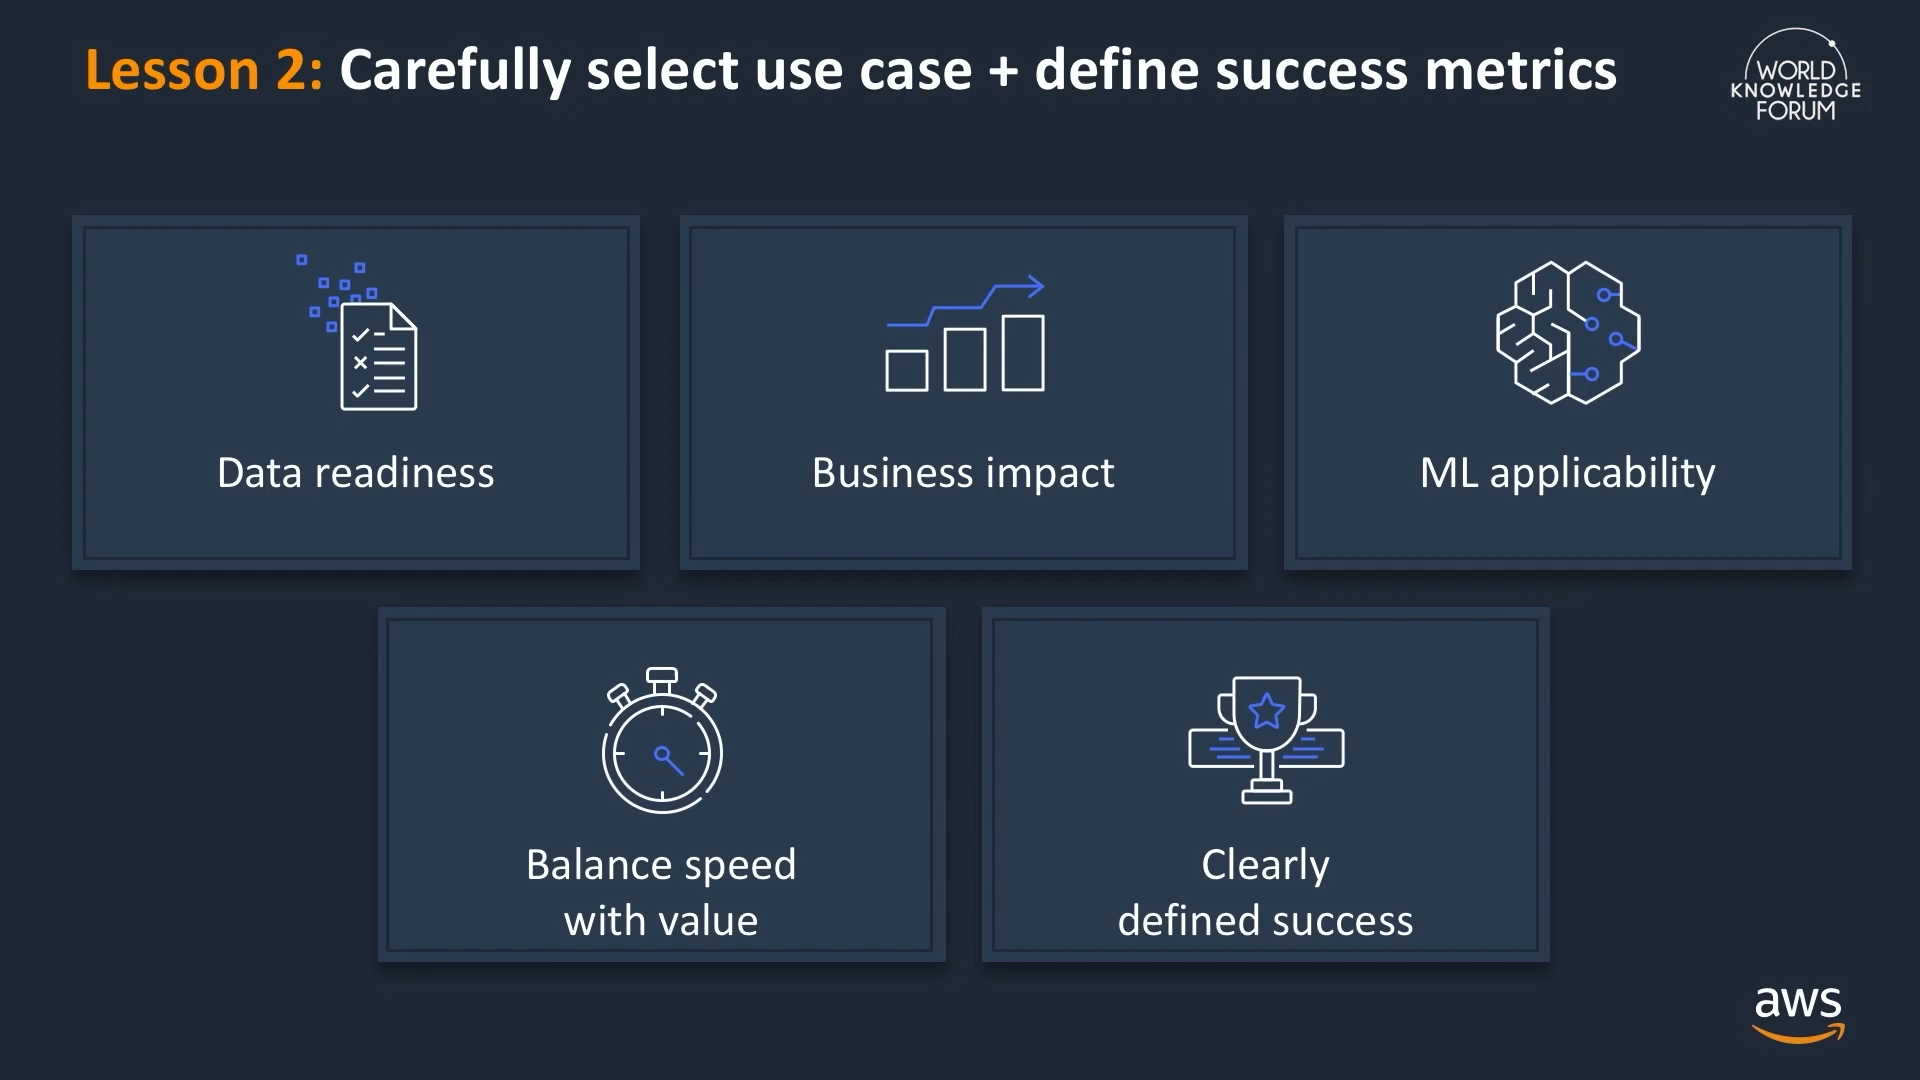 Lesson 2: Carefully select use case + define success metrics
WORLD
KNOWLEDGE
FORUM
Data readiness
Business impact
ML applicability
Balance speed
with value
Clearly
defined success
aws